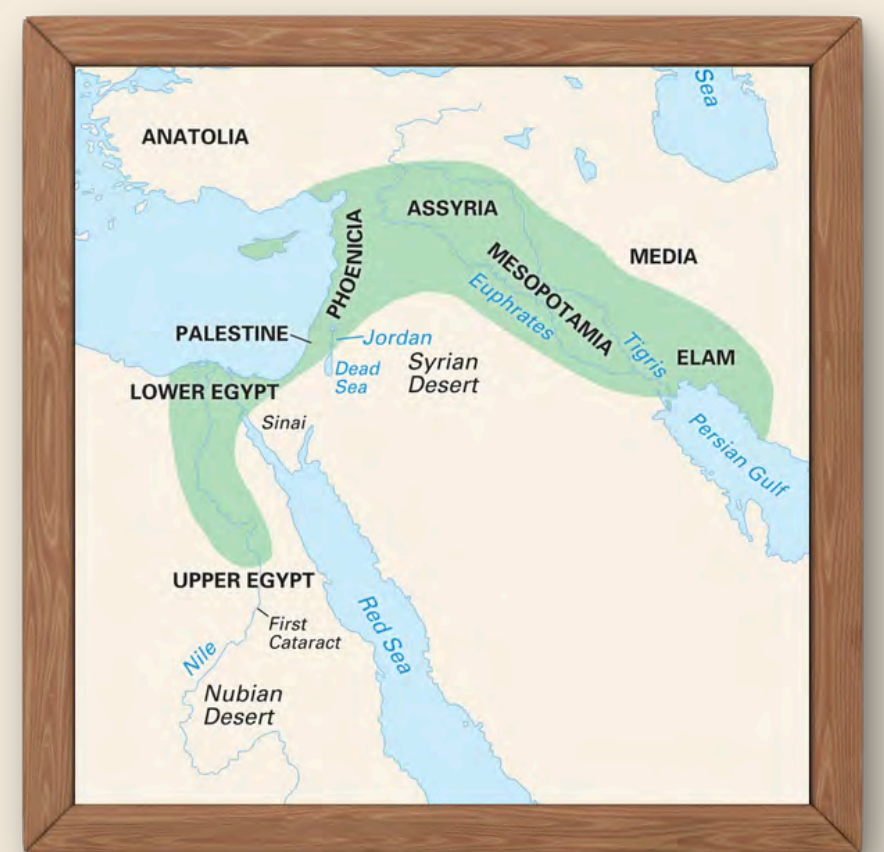 Sea
ANATOLIA
ASSYRIA
PHOENICIA
MESOPOTAMIA
MEDIA
Euphrates
PALESTINE
Jordan
Tigris
Dead
Sea
Syrian
Desert
ELAM
LOWER EGYPT
Sinai
Persian Gulf
UPPER EGYPT
First
Cataract
Red Sea
Nile
Nubian
Desert